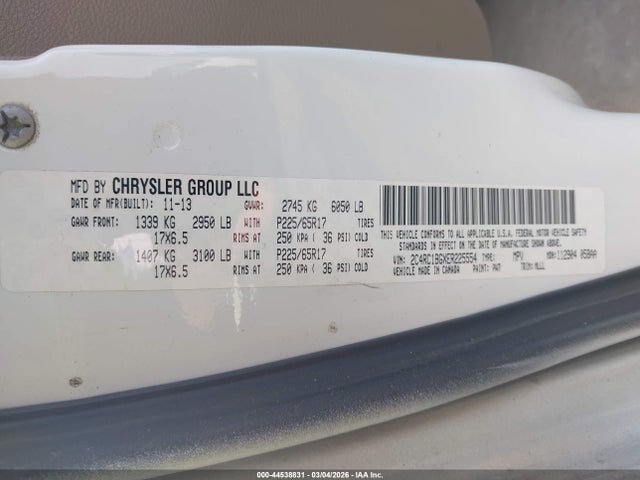 MFD BY CHRYSLER GROUP LLC
DATE OF MFR(BUILT): 11-13 GVWR: 2745 KG 6050 LB
GAWR FRONT: 1339 KG 2950 LB WITH P225/65R17 TIRES
17X6.5 RIMS AT 250 KPA ( 36 PSI) COLD
GAWR REAR: 1407 KG 3100 LB WITH P225/65R17 TIRES
17X6.5 RIMS AT 250 KPA ( 36 PSI) COLD
THIS VEHICLE CONFORMS TO ALL APPLICABLE U.S.A. FEDERAL MOTOR VEHICLE SAFETY
STANDARDS IN EFFECT ON THE DATE OF MANUFACTURE SHOWN ABOVE.
VIN: 2C4RC1BGXER225554 TYPE: MPV MDH: 112904 058AA
VEHICLE MADE IN CANADA PAINT: PW7 TRIM: MLLL
000-44538831 - 03/04/2026 - IAA Inc.